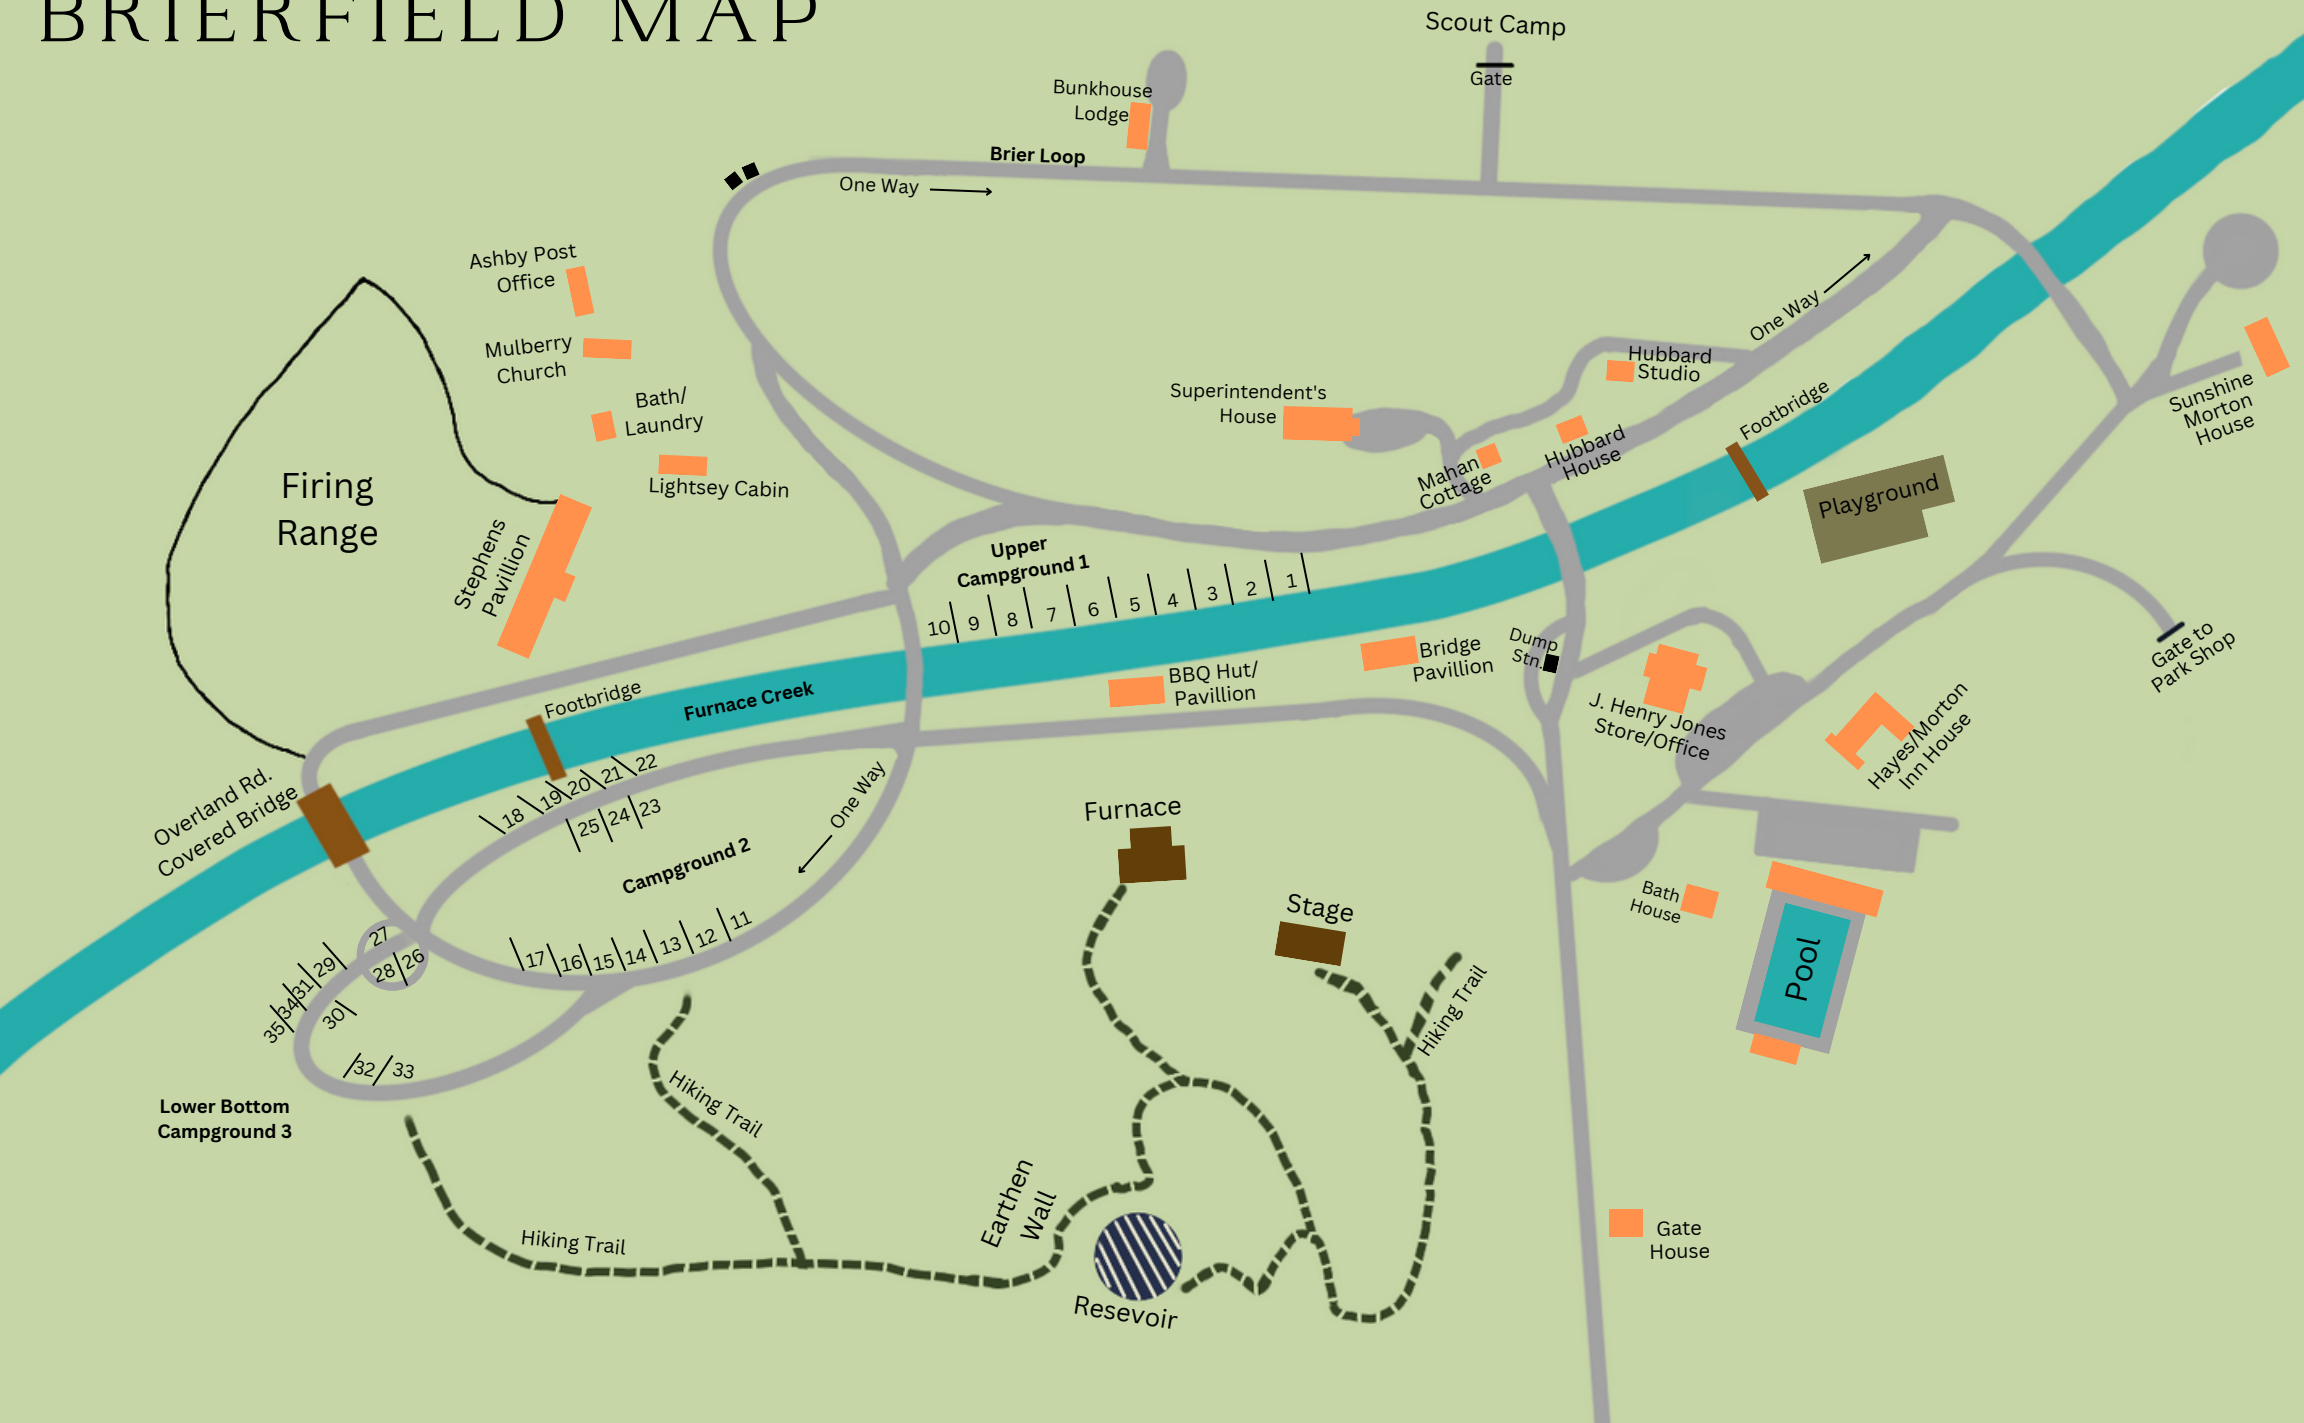 BRIERFIELD MAP
Scout Camp
Gate
Bunkhouse
Lodge
Brier Loop
One Way
Ashby Post
Office
Mulberry
Church
Bath/
Laundry
Lightsey Cabin
Firing
Range
Stephens
Pavillion
Superintendent's
House
Hubbard
Studio
Hubbard
House
Mahan
Cottage
One Way
Footbridge
Playground
Sunshine
Morton
House
Gate to
Park Shop
Upper
Campground 1
10
9
8
7
6
5
4
3
2
1
Furnace Creek
Footbridge
BBQ Hut/
Pavillion
Bridge
Pavillion
Dump
Stn.
J. Henry Jones
Store/Office
Hayes/Morton
Inn House
Overland Rd.
Covered Bridge
18
19
20
21
22
25
24
23
One Way
Campground 2
17
16
15
14
13
12
11
27
28
26
29
31
34
35
30
32
33
Lower Bottom
Campground 3
Furnace
Stage
Hiking Trail
Hiking Trail
Hiking Trail
Earthen
Wall
Resevoir
Bath
House
Pool
Gate
House